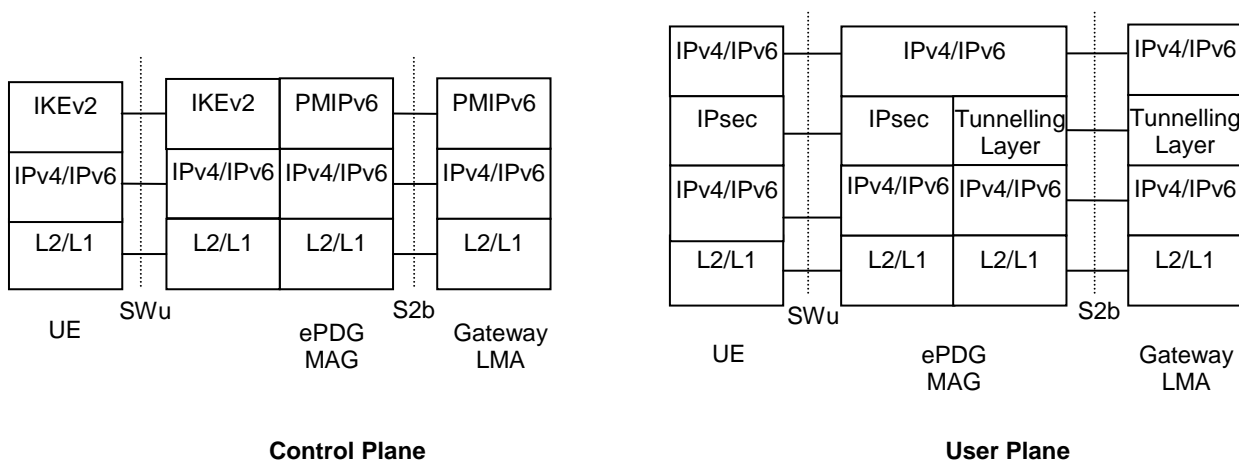 IKEv2 IKEv2 PMIPv6 PMIPv6
IPv4/IPv6 IPv4/IPv6 IPv4/IPv6 IPv4/IPv6
L2/L1 L2/L1 L2/L1 L2/L1
SWu S2b
UE ePDG Gateway
MAG LMA
Control Plane
IPv4/IPv6 IPv4/IPv6 IPv4/IPv6
IPsec IPsec Tunnelling Tunnelling
Layer Layer
IPv4/IPv6 IPv4/IPv6 IPv4/IPv6 IPv4/IPv6
L2/L1 L2/L1 L2/L1 L2/L1
SWu S2b
UE ePDG Gateway
MAG LMA
User Plane